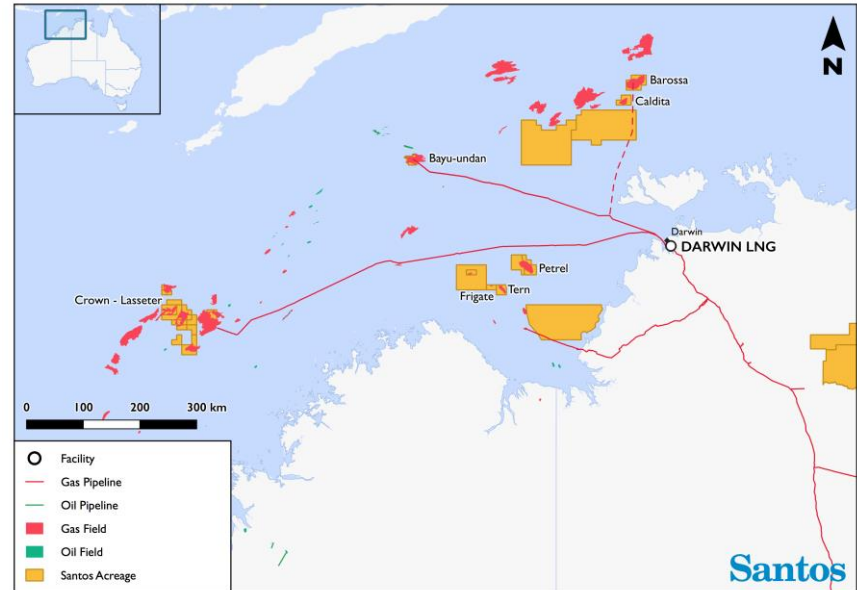 N
Barossa
Caldita
Bayu-undan
Darwin
DARWIN LNG
Petrel
Tern
Frigate
Crown - Lasseter
0 100 200 300 km
Facility
Gas Pipeline
Oil Pipeline
Gas Field
Oil Field
Santos Acreage
Santos